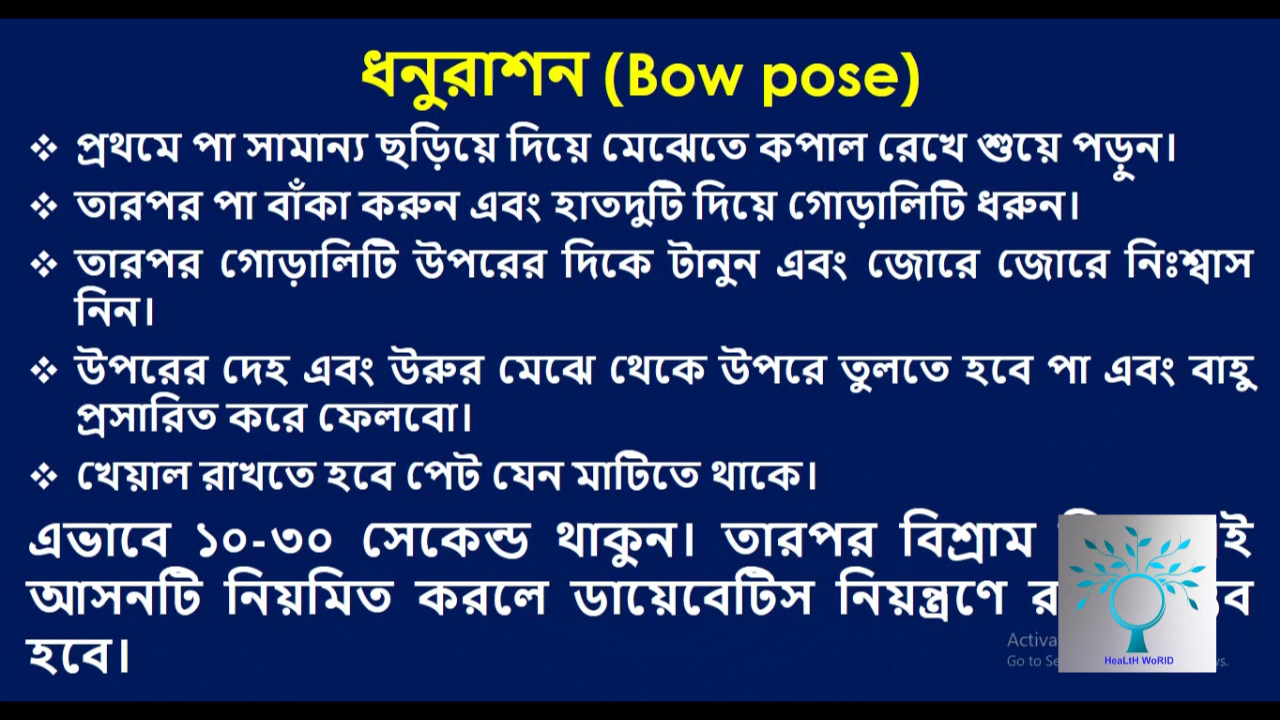 ধনুরাশন (Bow pose)
❖ প্রথমে পা সামান্য ছড়িয়ে দিয়ে মেঝেতে কপাল রেখে শুয়ে পড়ুন।
❖ তারপর পা বাঁকা করুন এবং হাতদুটি দিয়ে গোড়ালিটি ধরুন।
❖ তারপর গোড়ালিটি উপরের দিকে টানুন এবং জোরে জোরে নিঃশ্বাস
নিন।
❖ উপরের দেহ এবং উরুর মেঝে থেকে উপরে তুলতে হবে পা এবং বাহু
প্রসারিত করে ফেলবো।
❖ খেয়াল রাখতে হবে পেট যেন মাটিতে থাকে।
এভাবে ১০-৩০ সেকেন্ড থাকুন। তারপর বিশ্রাম
আসনটি নিয়মিত করলে ডায়েবেটিস নিয়ন্ত্রণে
হবে।
Go to
HeaLtH WoRlD